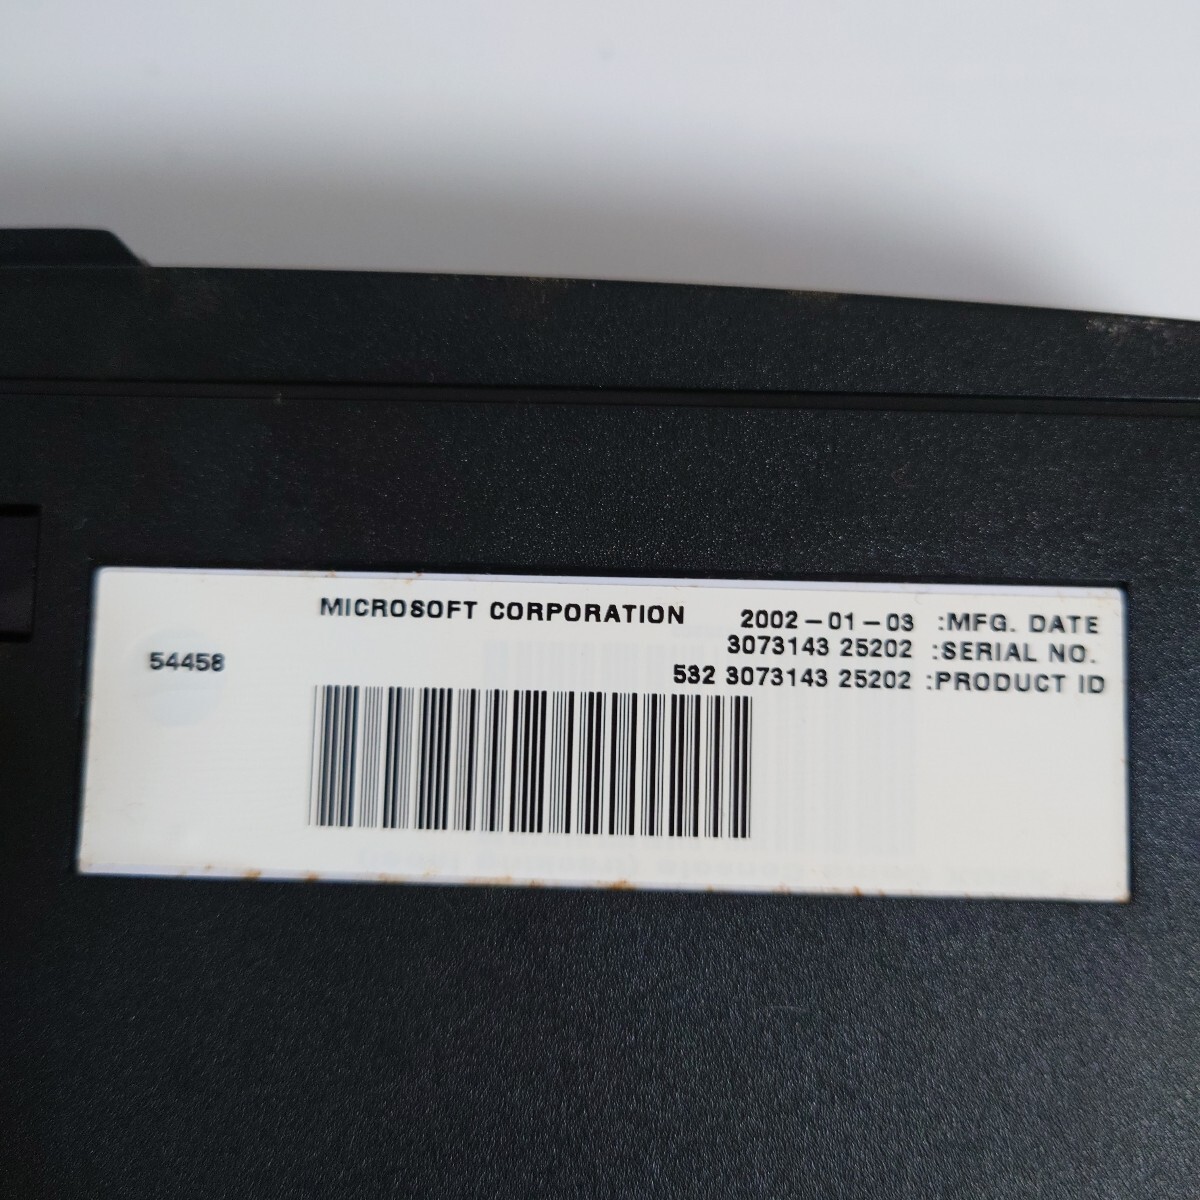 MICROSOFT CORPORATION 2002-01-03 :MFG. DATE
3073143 25202 :SERIAL NO.
54458
532 3073143 25202 :PRODUCT ID